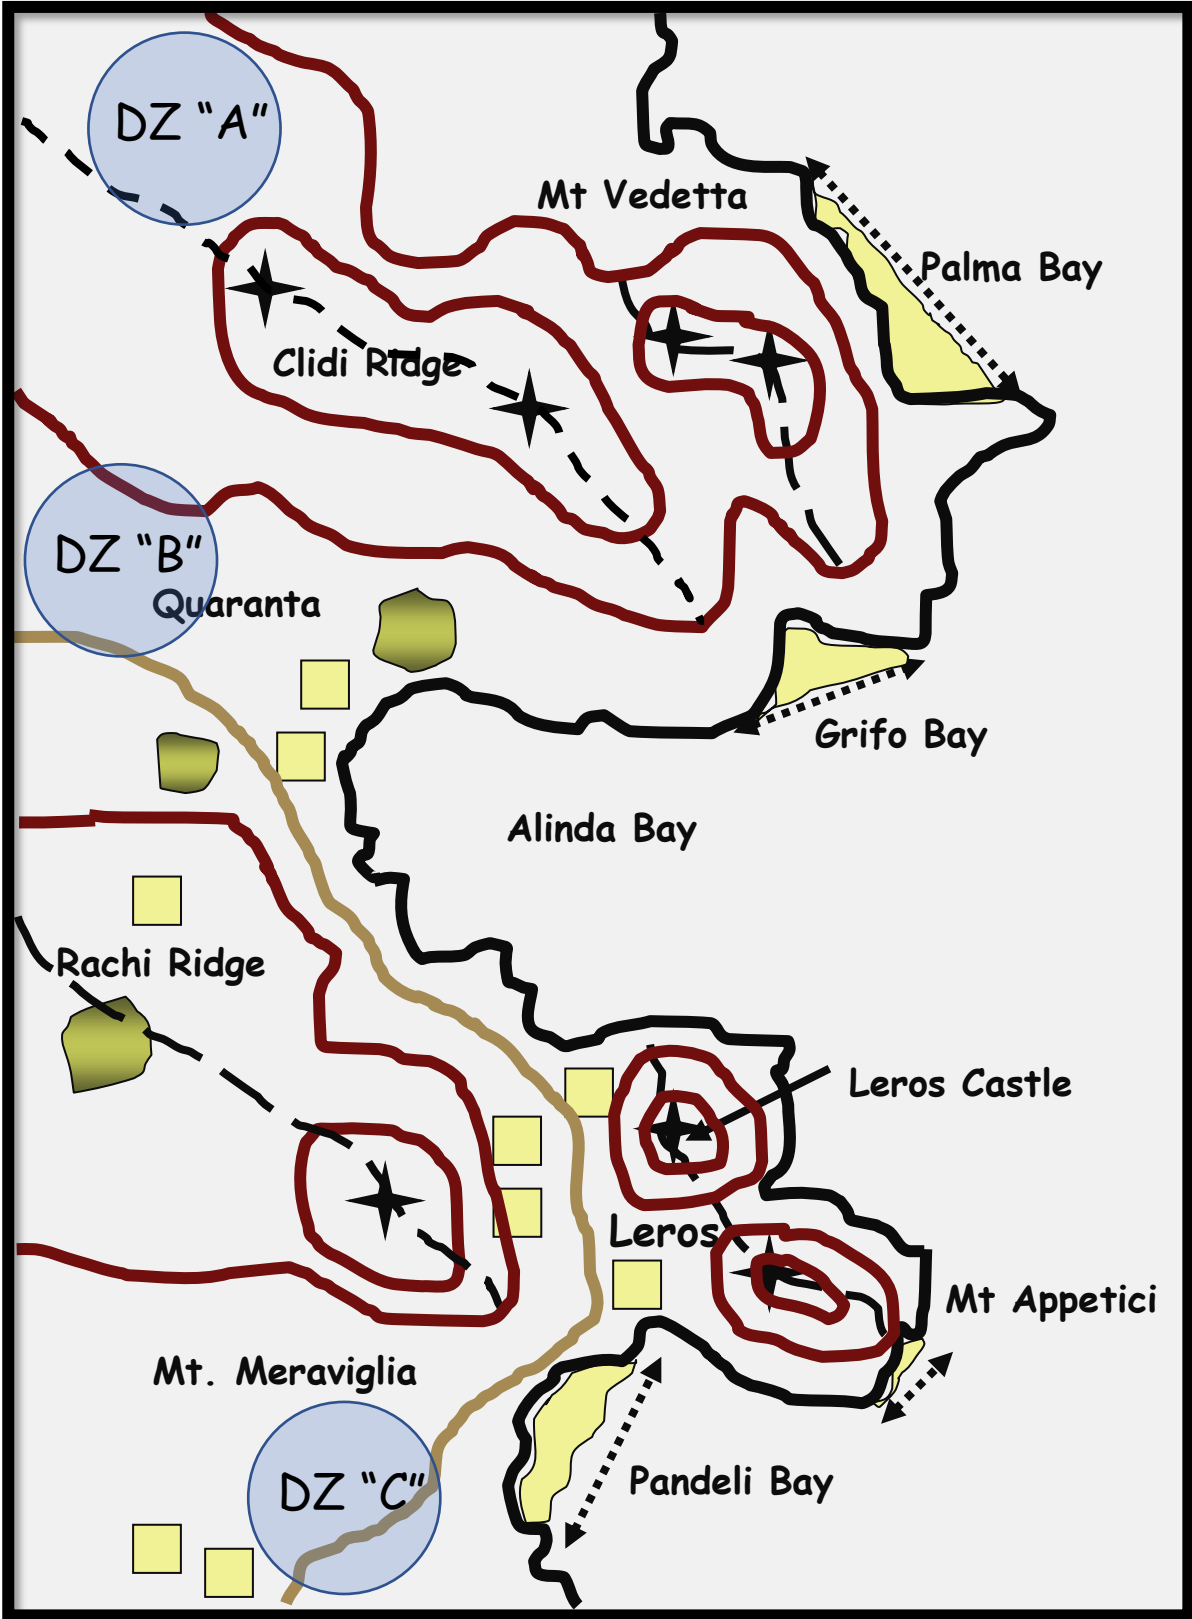 DZ “A”
Mt Vedetta
Palma Bay
Clidi Ridge
DZ “B”
Quaranta
Grifo Bay
Alinda Bay
Rachi Ridge
Leros Castle
Leros
Mt Appetici
Mt. Meraviglia
Pandeli Bay
DZ “C”